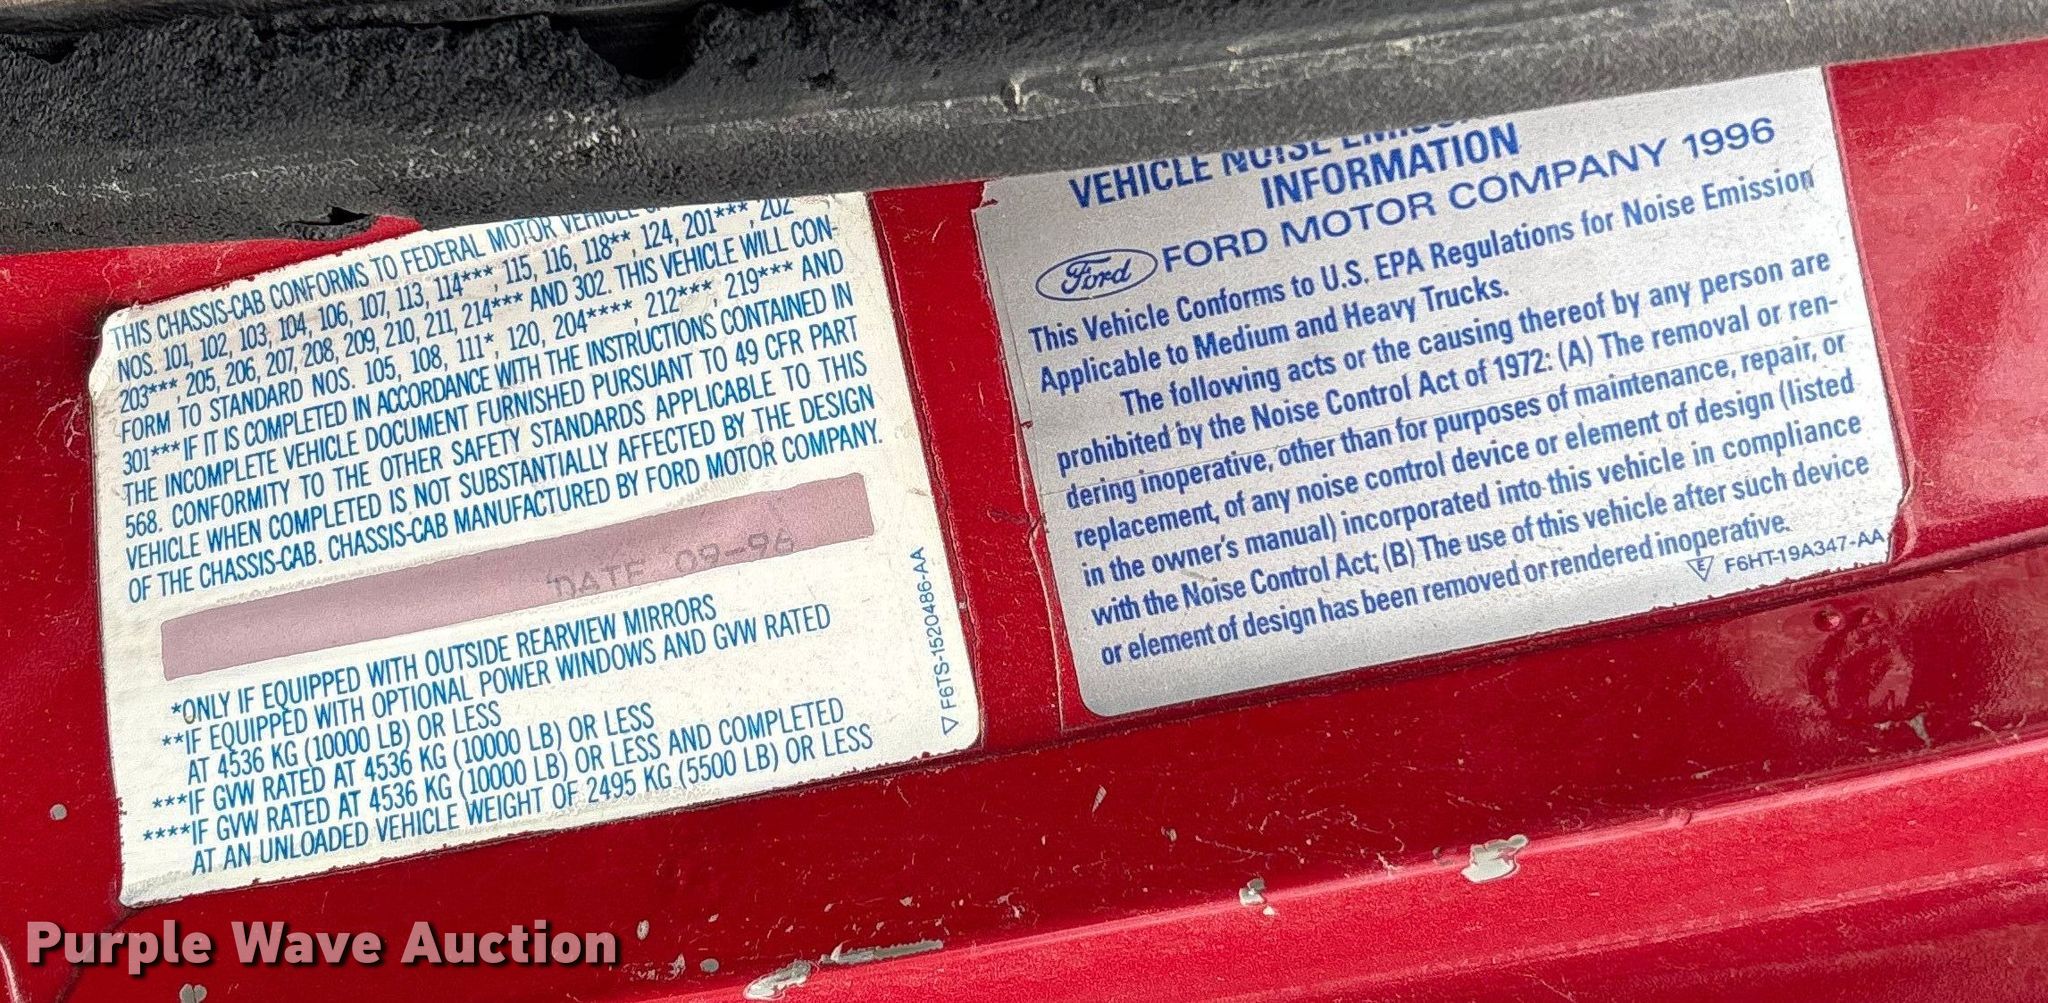 THIS CHASSIS-CAB CONFORMS TO FEDERAL MOTOR VEHICLE
NOS. 101, 102, 103, 104, 106, 107, 113, 114***, 115, 116, 118**, 124, 201***, 202
203***, 205, 206, 207, 208, 209, 210, 211, 214*** AND 302. THIS VEHICLE WILL CON-
FORM TO STANDARD NOS. 105, 108, 111*, 120, 204****, 212***, 219*** AND
301*** IF IT IS COMPLETED IN ACCORDANCE WITH THE INSTRUCTIONS CONTAINED IN
THE INCOMPLETE VEHICLE DOCUMENT FURNISHED PURSUANT TO 49 CFR PART
568. CONFORMITY TO THE OTHER SAFETY STANDARDS APPLICABLE TO THIS
VEHICLE WHEN COMPLETED IS NOT SUBSTANTIALLY AFFECTED BY THE DESIGN
OF THE CHASSIS-CAB. CHASSIS-CAB MANUFACTURED BY FORD MOTOR COMPANY.
DATE 09-96
*ONLY IF EQUIPPED WITH OUTSIDE REARVIEW MIRRORS
**IF EQUIPPED WITH OPTIONAL POWER WINDOWS AND GVW RATED
AT 4536 KG (10000 LB) OR LESS
***IF GVW RATED AT 4536 KG (10000 LB) OR LESS
****IF GVW RATED AT 4536 KG (10000 LB) OR LESS AND COMPLETED
AT AN UNLOADED VEHICLE WEIGHT OF 2495 KG (5500 LB) OR LESS
F6TS-1520486-AA
VEHICLE NOISE
INFORMATION
Ford FORD MOTOR COMPANY 1996
This Vehicle Conforms to U.S. EPA Regulations for Noise Emission
Applicable to Medium and Heavy Trucks.
The following acts or the causing thereof by any person are
prohibited by the Noise Control Act of 1972: (A) The removal or ren-
dering inoperative, other than for purposes of maintenance, repair, or
replacement, of any noise control device or element of design (listed
in the owner's manual) incorporated into this vehicle in compliance
with the Noise Control Act; (B) The use of this vehicle after such device
or element of design has been removed or rendered inoperative.
E F6HT-19A347-AA
Purple Wave Auction